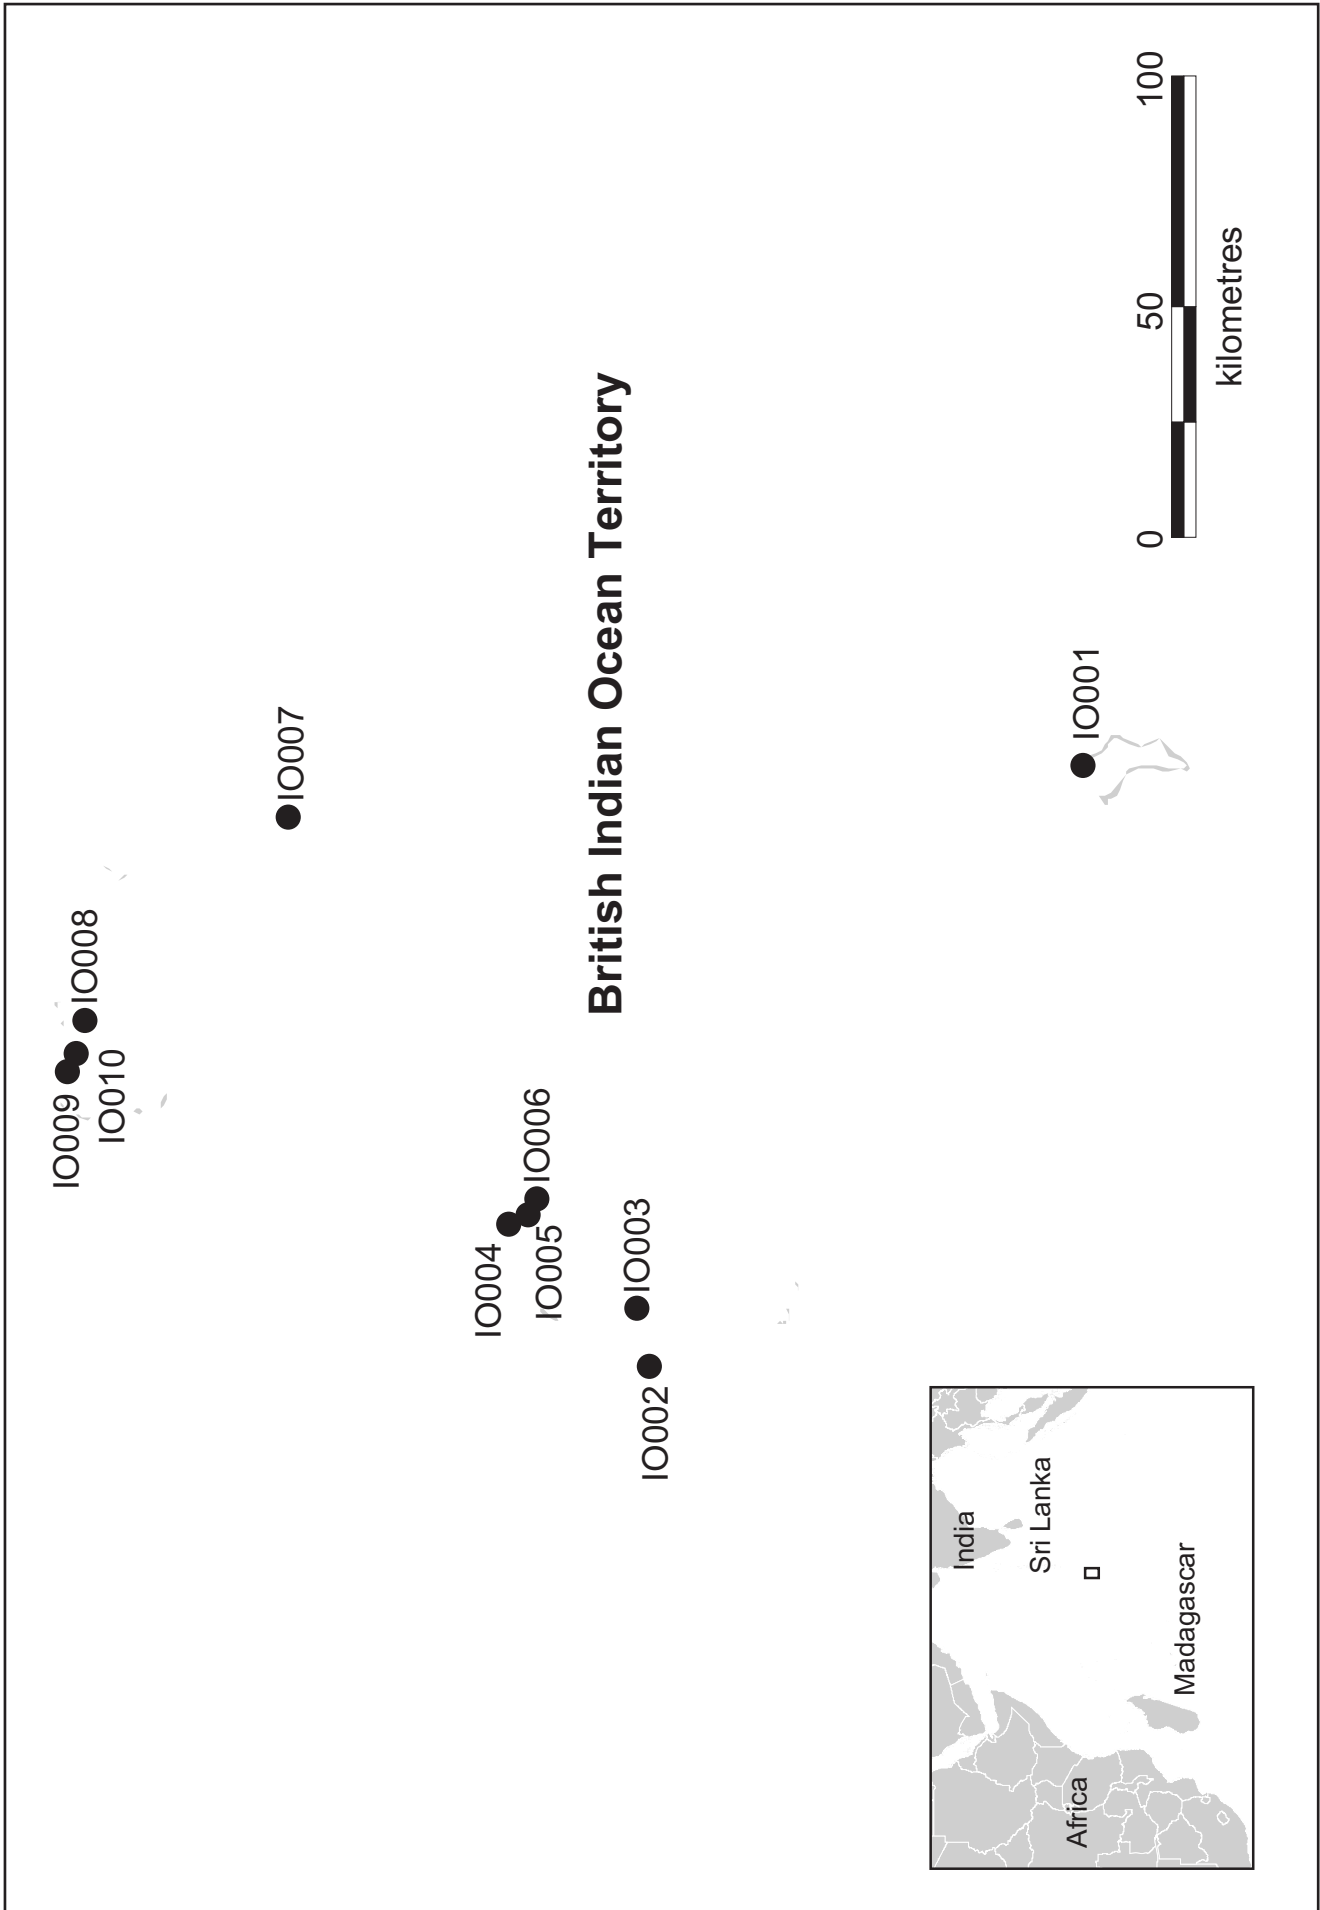 IO009
IO010
IO008
IO007
IO004
IO005
IO006
British Indian Ocean Territory
IO002
IO003
IO001
0
50
100
kilometres
India
Sri Lanka
Africa
Madagascar